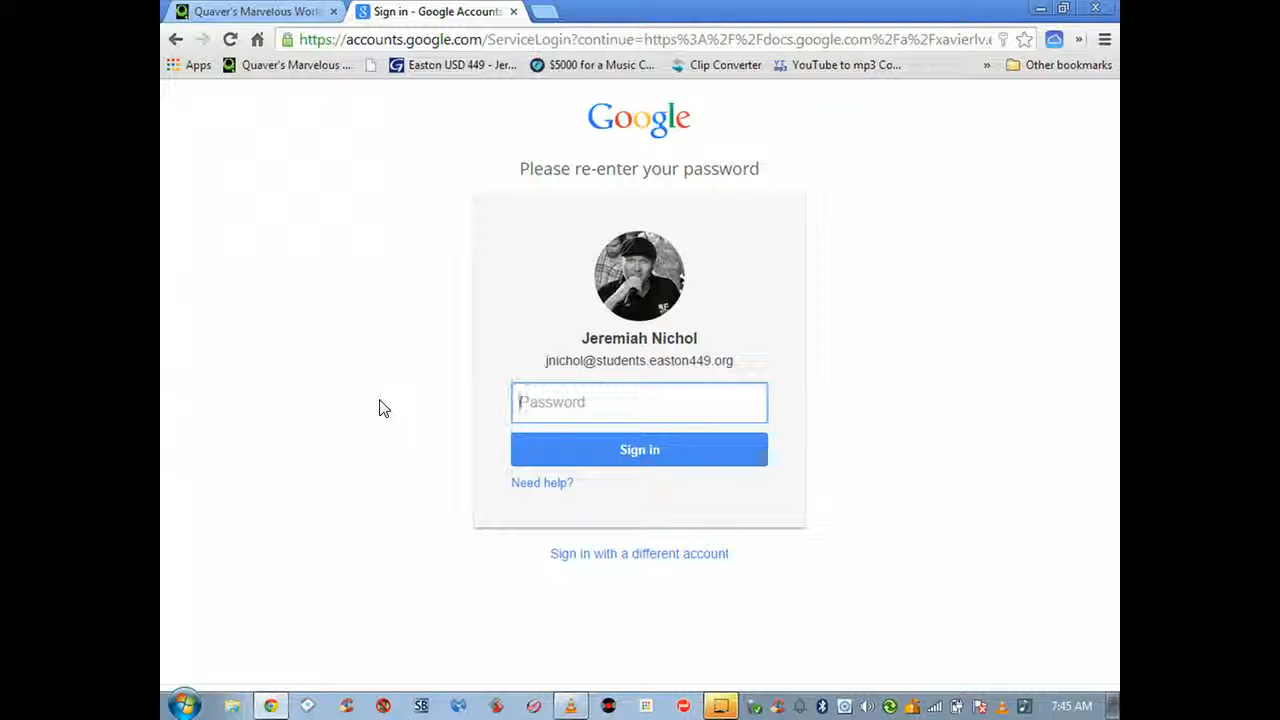 Quaver's Marvelous Worl
Sign in - Google Accounts
https://accounts.google.com/ServiceLogin?continue=https%3A%2F%2Fdocs.google.com%2Fa%2Fxavierlv.e
Apps
Quaver's Marvelous ...
Easton USD 449 - Jer...
$5000 for a Music C...
Clip Converter
YouTube to mp3 Co...
»
Other bookmarks
Google
Please re-enter your password
Jeremiah Nichol
jnichol@students.easton449.org
Password
Sign in
Need help?
Sign in with a different account
SB
7:45 AM